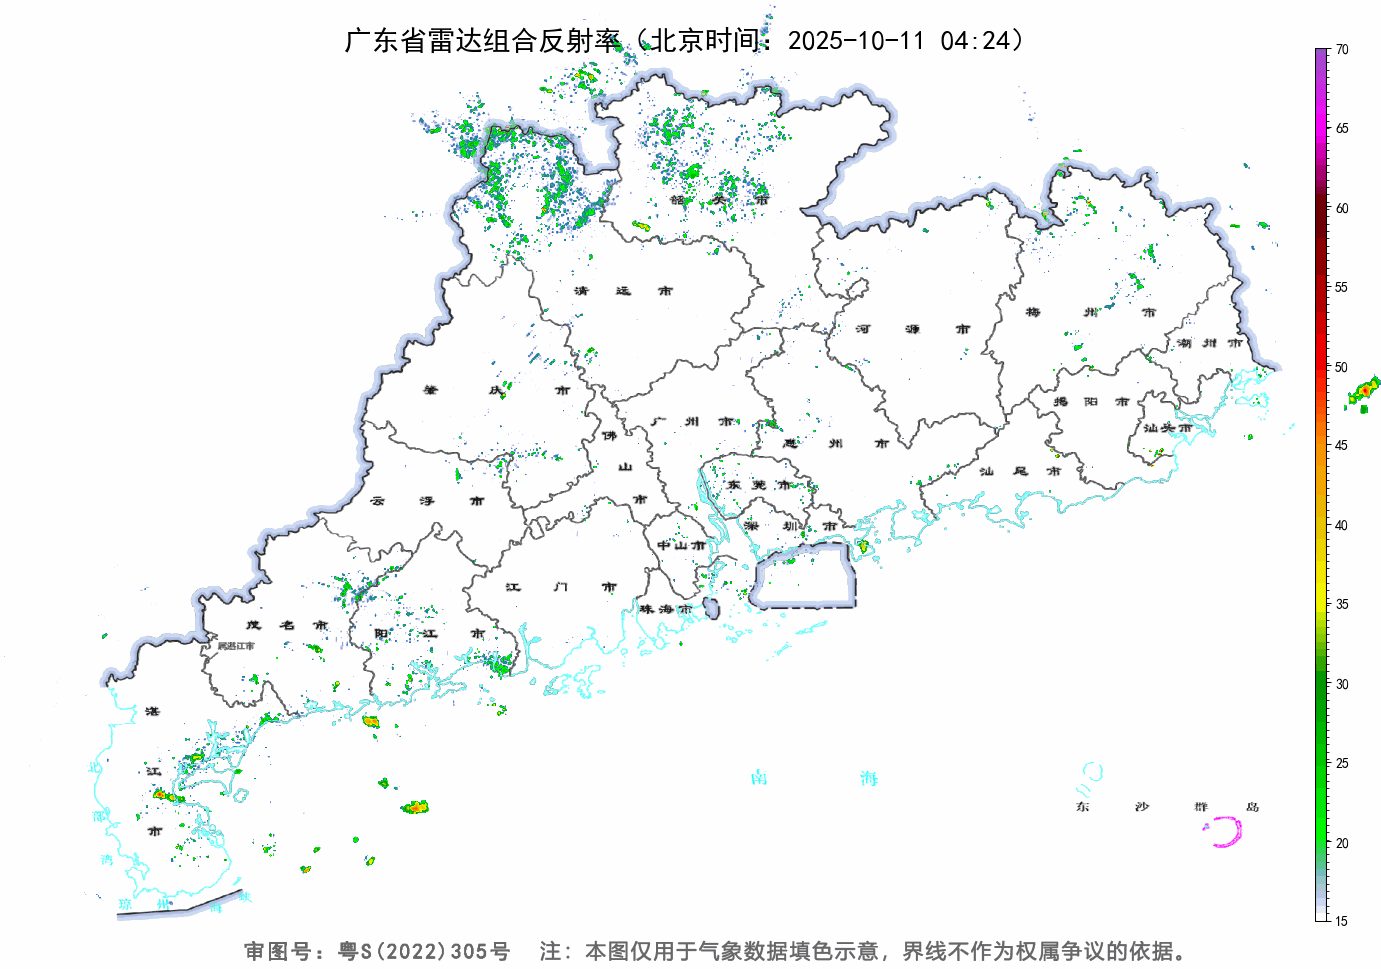 广东省雷达组合反射率（北京时间：2025-10-11 04:24）
70
65
60
55
50
45
40
35
30
25
20
15
韶关市
清远市
河源市
梅州市
潮州市
肇庆市
广州市
佛山市
惠州市
揭阳市
汕头市
汕尾市
云浮市
东莞市
深圳市
中山市
江门市
珠海市
茂名市
属湛江市
阳江市
湛江市
北部湾
琼州海峡
南海
东沙群岛
审图号：粤S(2022)305号 注：本图仅用于气象数据填色示意，界线不作为权属争议的依据。